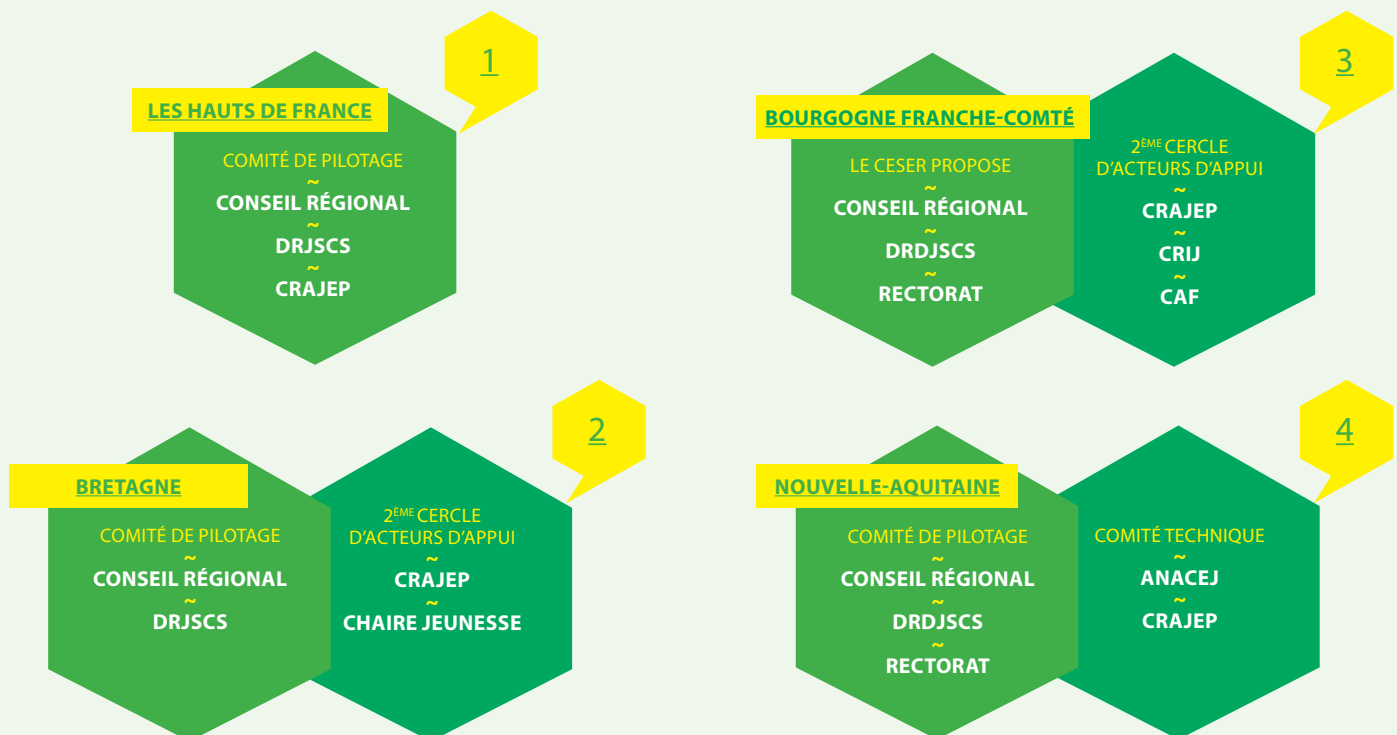 1
LES HAUTS DE FRANCE
COMITÉ DE PILOTAGE
~
CONSEIL RÉGIONAL
~
DRJSCS
~
CRAJEP
2
BRETAGNE
COMITÉ DE PILOTAGE
~
CONSEIL RÉGIONAL
~
DRJSCS
2ÈME CERCLE
D'ACTEURS D'APPUI
~
CRAJEP
~
CHAIRE JEUNESSE
3
BOURGOGNE FRANCHE-COMTÉ
LE CESER PROPOSE
~
CONSEIL RÉGIONAL
~
DRDJSCS
~
RECTORAT
2ÈME CERCLE
D'ACTEURS D'APPUI
~
CRAJEP
~
CRIJ
~
CAF
4
NOUVELLE-AQUITAINE
COMITÉ DE PILOTAGE
~
CONSEIL RÉGIONAL
~
DRDJSCS
~
RECTORAT
COMITÉ TECHNIQUE
~
ANACEJ
~
CRAJEP